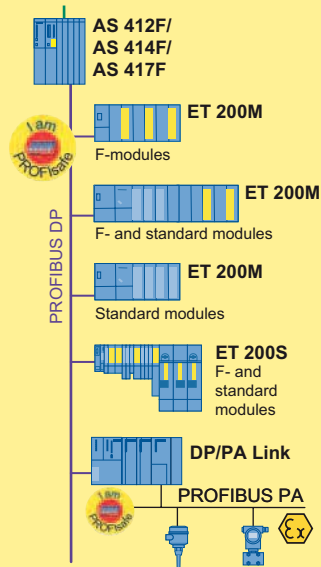 AS 412F/
AS 414F/
AS 417F
ET 200M
I am
PROFIsafe
F-modules
ET 200M
F- and standard modules
PROFIBUS DP
ET 200M
Standard modules
ET 200S
F- and
standard
modules
DP/PA Link
I am
PROFIsafe
PROFIBUS PA
Ex